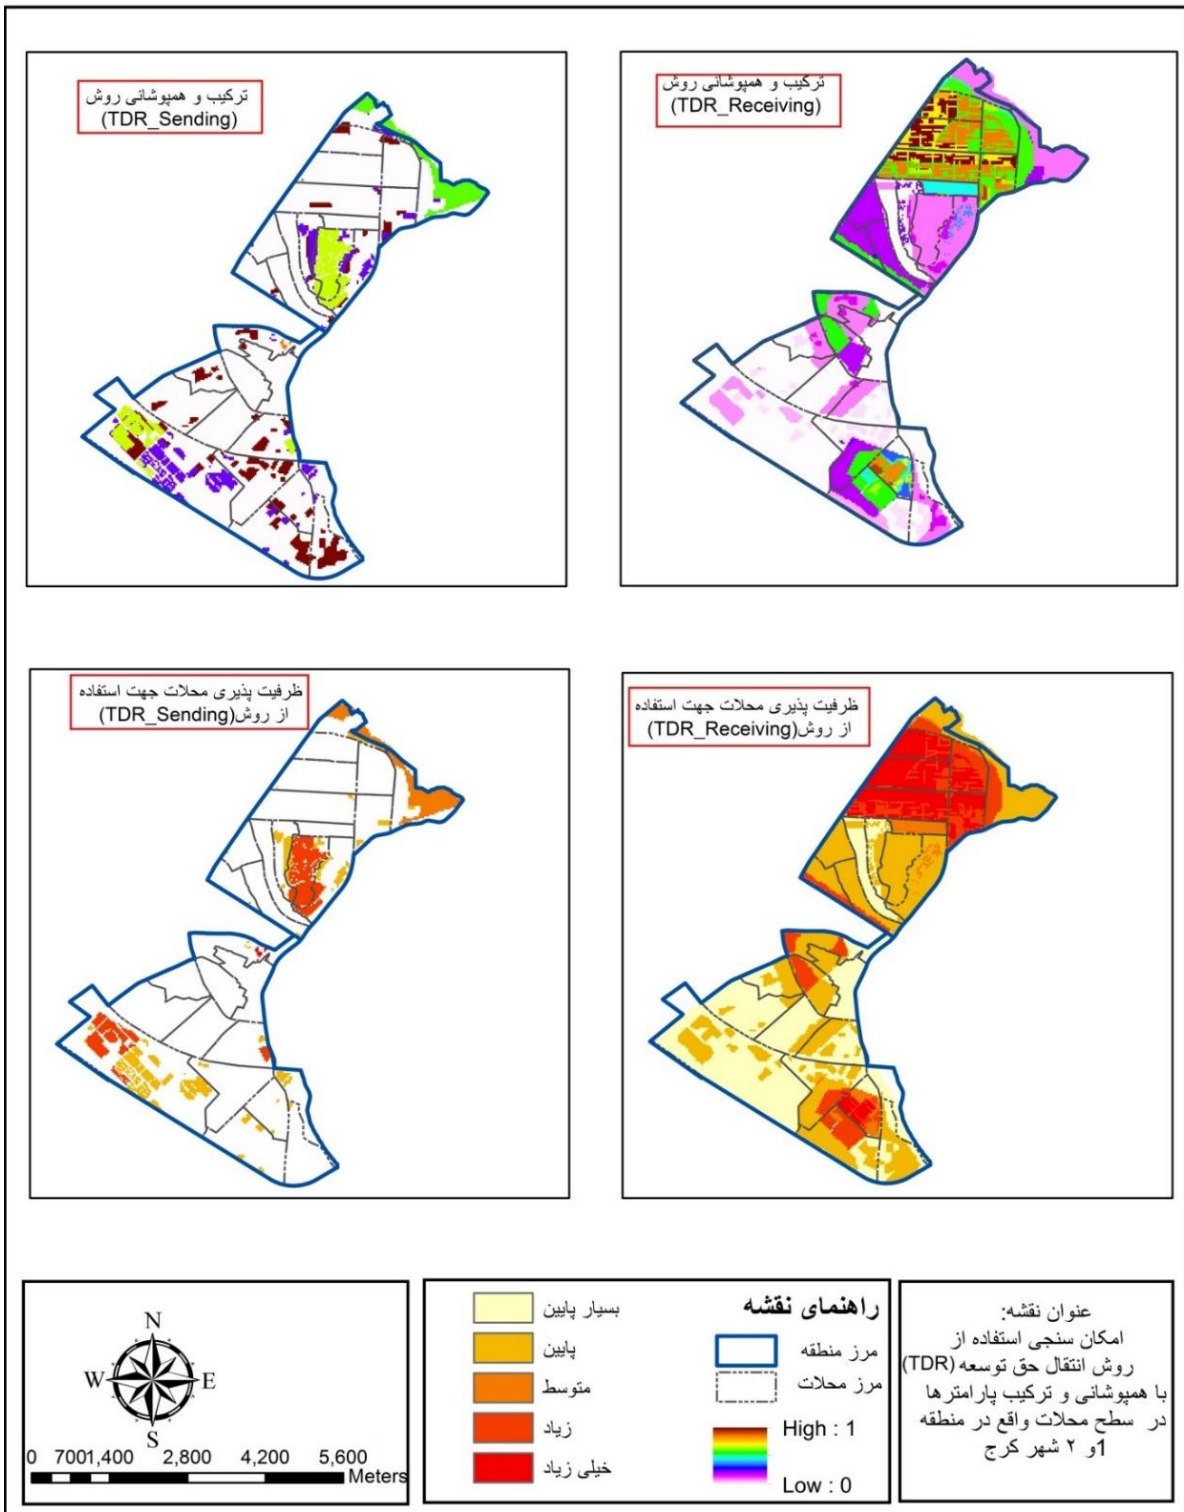 ترکیب و همپوشانی روش
(TDR_Sending)
ترکیب و همپوشانی روش
(TDR_Receiving)
ظرفیت پذیری محلات جهت استفاده
از روش(TDR_Sending)
ظرفیت پذیری محلات جهت استفاده
از روش(TDR_Receiving)
N
W E
S
0 7001,400 2,800 4,200 5,600
Meters
راهنمای نقشه
مرز منطقه
مرز محلات
High : 1
Low : 0
بسیار پایین
پایین
متوسط
زیاد
خیلی زیاد
عنوان نقشه:
امکان سنجی استفاده از
روش انتقال حق توسعه (TDR)
با همپوشانی و ترکیب پارامترها
در سطح محلات واقع در منطقه
1و ۲ شهر کرج